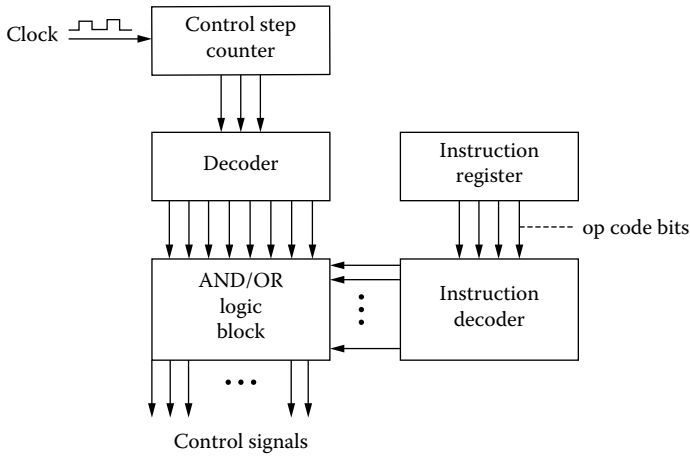 Clock
Control step
counter
Decoder
Instruction
register
op code bits
AND/OR
logic
block
Instruction
decoder
Control signals